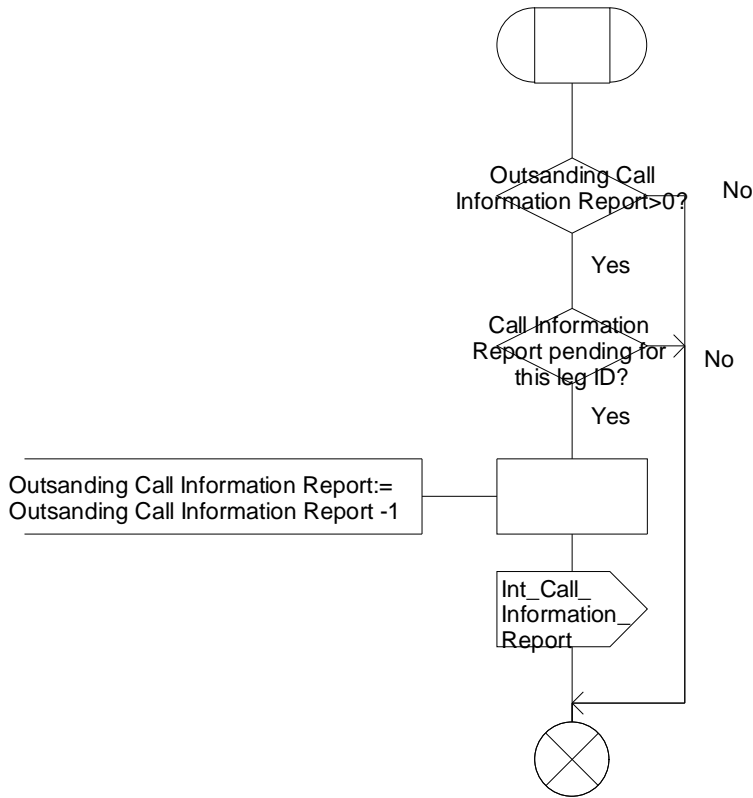 Outsanding Call
Information Report>0?
No
Yes
Call Information
Report pending for
this leg ID?
No
Yes
Outsanding Call Information Report:=
Outsanding Call Information Report -1
Int_Call_
Information_
Report